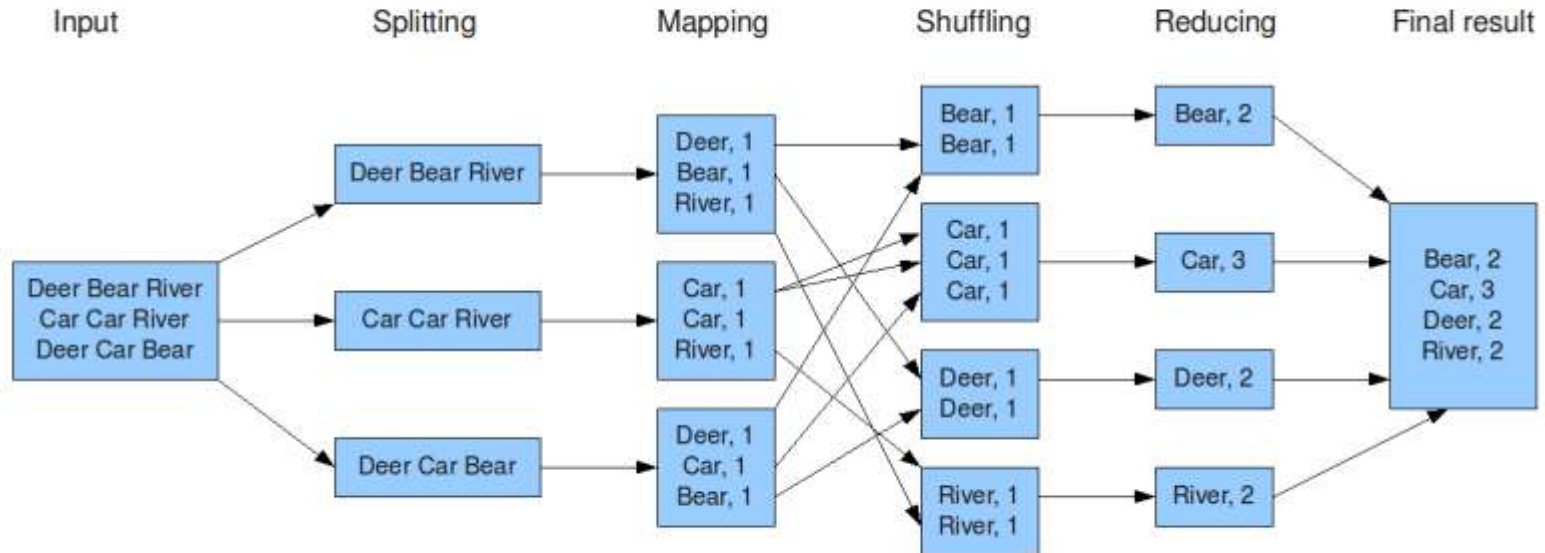 Input
Splitting
Mapping
Shuffling
Reducing
Final result
Deer Bear River
Car Car River
Deer Car Bear
Deer Bear River
Car Car River
Deer Car Bear
Deer, 1
Bear, 1
River, 1
Car, 1
Car, 1
River, 1
Deer, 1
Car, 1
Bear, 1
Bear, 1
Bear, 1
Car, 1
Car, 1
Car, 1
Deer, 1
Deer, 1
River, 1
River, 1
Bear, 2
Car, 3
Deer, 2
River, 2
Bear, 2
Car, 3
Deer, 2
River, 2